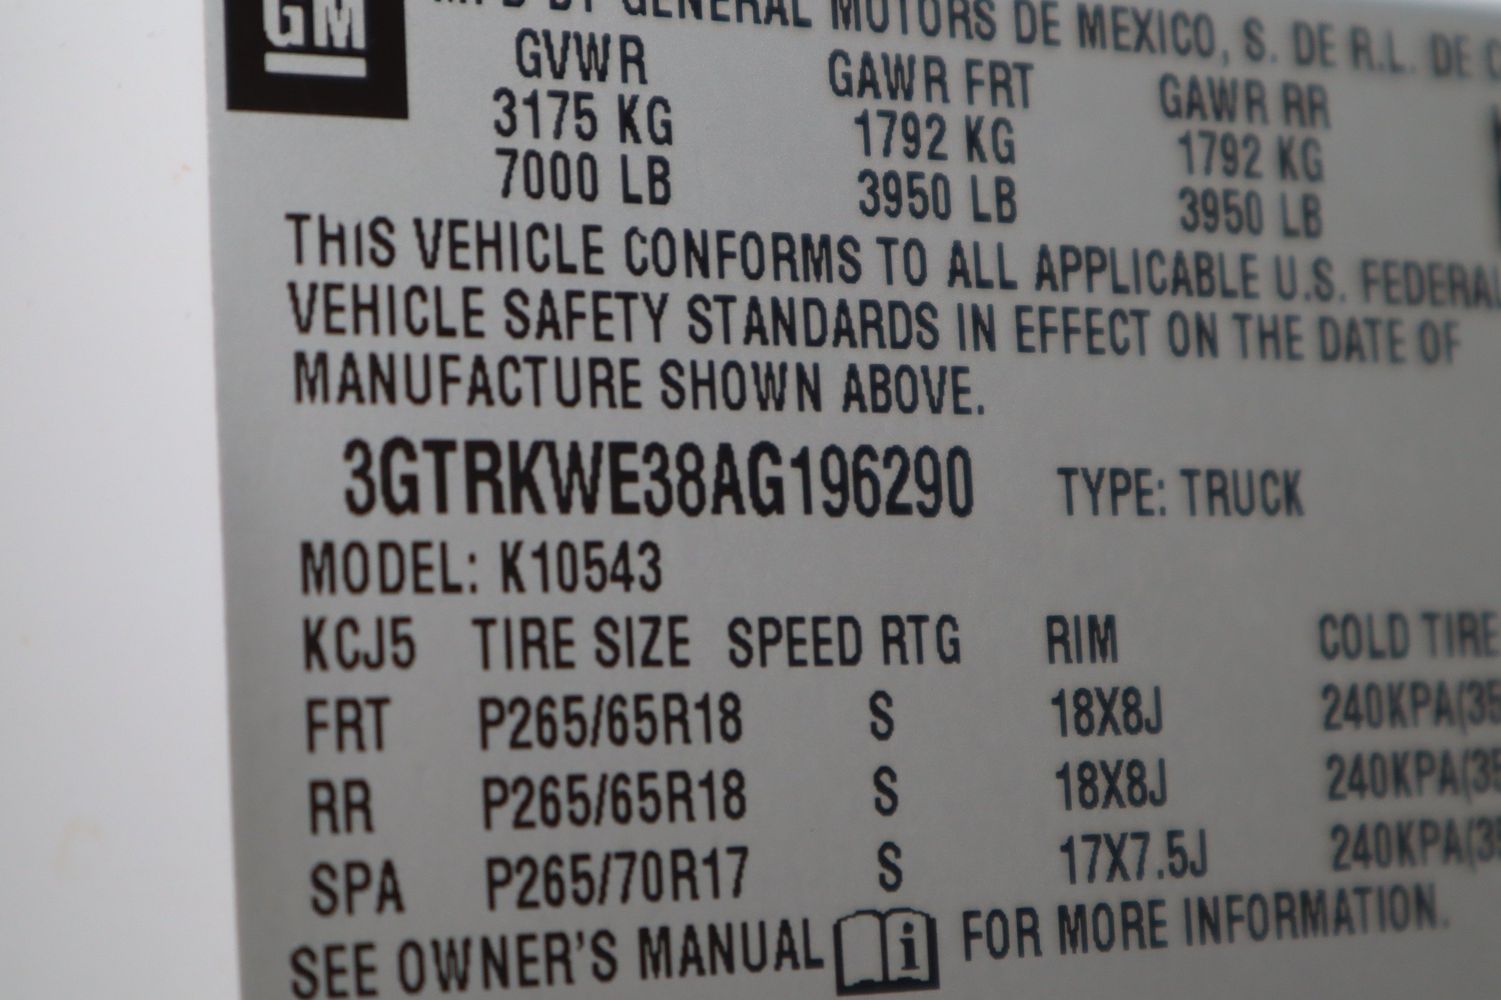 GM
MFD BY GENERAL MOTORS DE MEXICO, S. DE R.L. DE C
GVWR GAWR FRT GAWR RR
3175 KG 1792 KG 1792 KG
7000 LB 3950 LB 3950 LB
THIS VEHICLE CONFORMS TO ALL APPLICABLE U.S. FEDERAL
VEHICLE SAFETY STANDARDS IN EFFECT ON THE DATE OF
MANUFACTURE SHOWN ABOVE.
3GTRKWE38AG196290 TYPE: TRUCK
MODEL: K10543
KCJ5 TIRE SIZE SPEED RTG RIM COLD TIRE
FRT P265/65R18 S 18X8J 240KPA(35
RR P265/65R18 S 18X8J 240KPA(35
SPA P265/70R17 S 17X7.5J 240KPA(35
SEE OWNER'S MANUAL i FOR MORE INFORMATION.